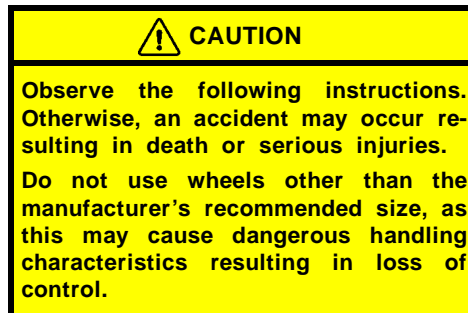 CAUTION
Observe the following instructions.
Otherwise, an accident may occur re-
sulting in death or serious injuries.
Do not use wheels other than the
manufacturer's recommended size, as
this may cause dangerous handling
characteristics resulting in loss of
control.